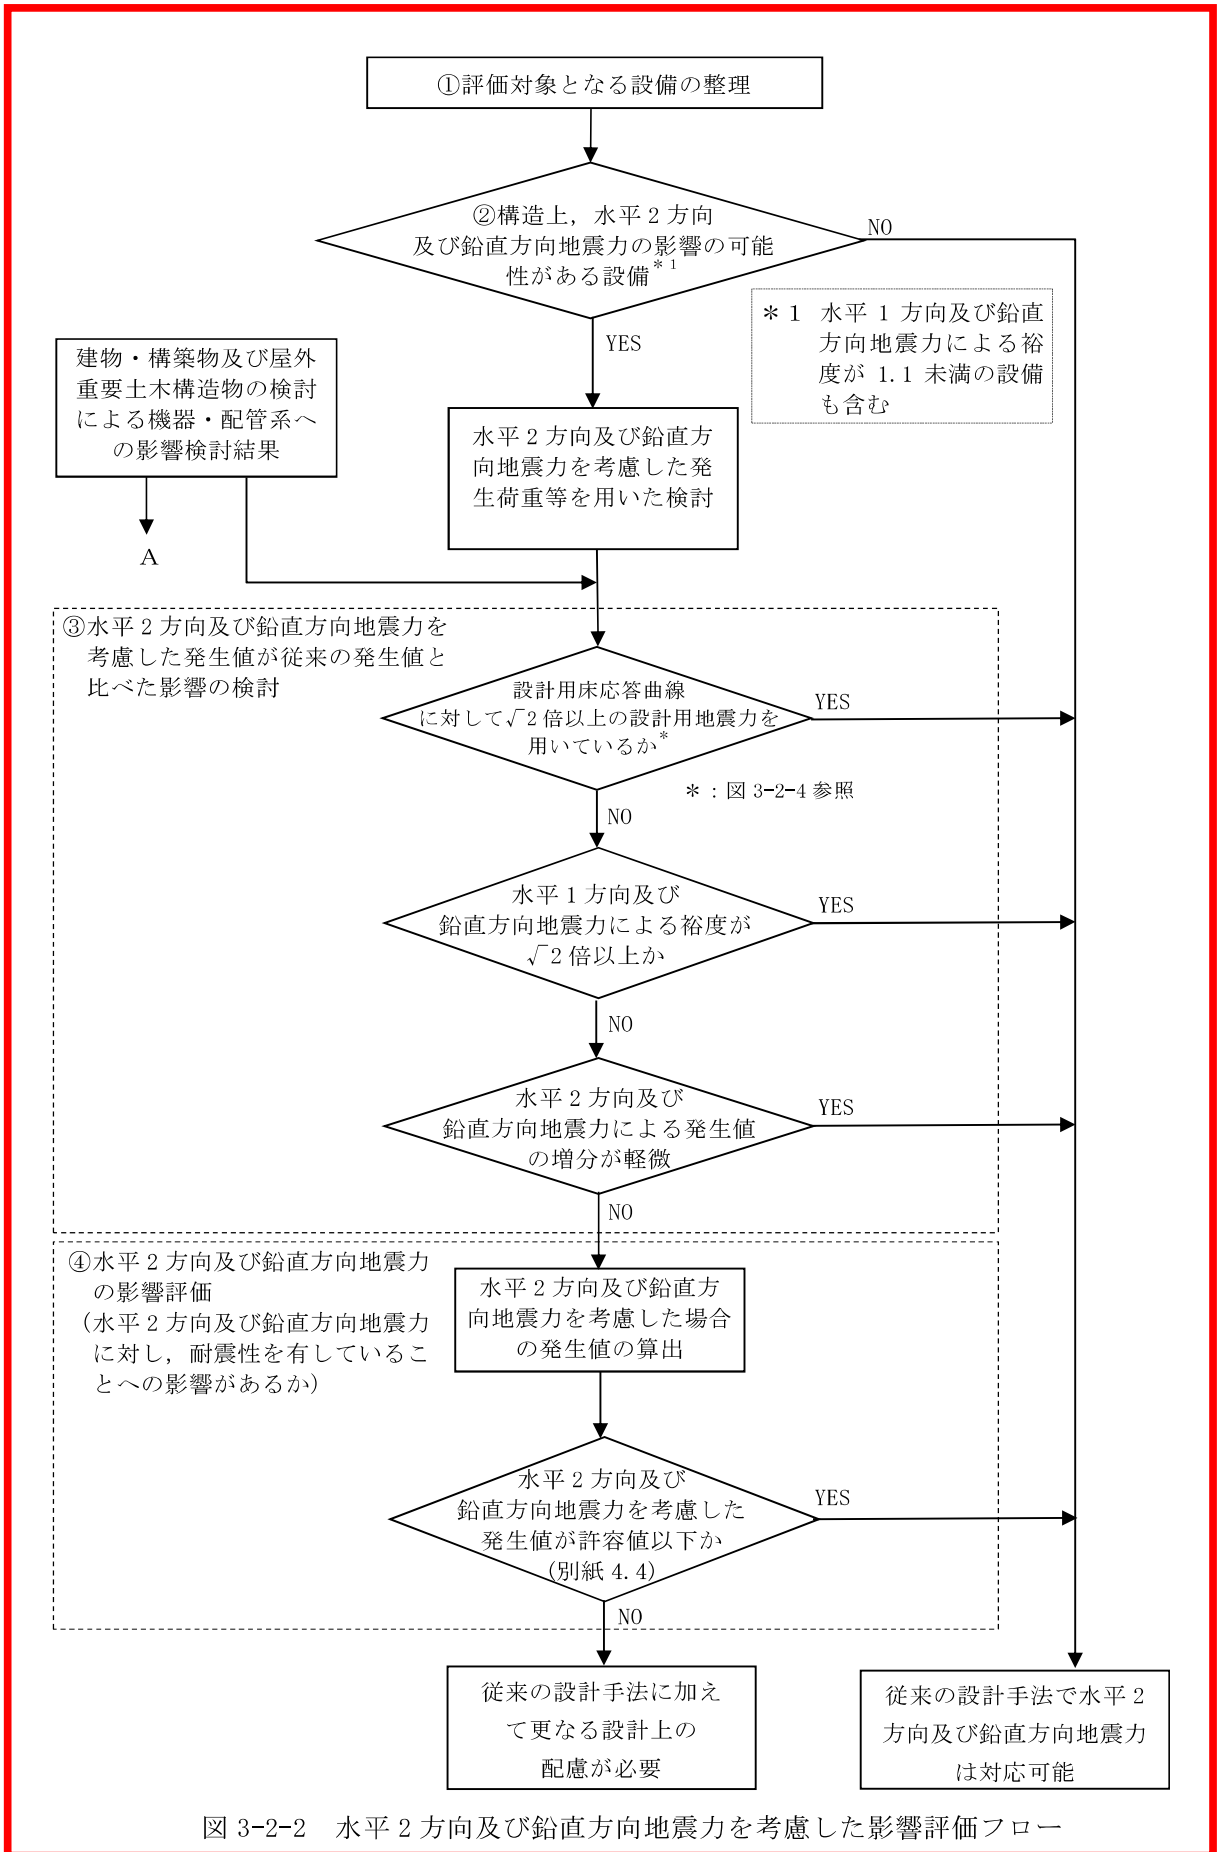 ①評価対象となる設備の整理
②構造上，水平２方向
及び鉛直方向地震力の影響の可能
性がある設備＊１
NO
YES
＊１ 水平 1 方向及び鉛直
方向地震力による裕
度が 1.1 未満の設備
も含む
建物・構築物及び屋外
重要土木構造物の検討
による機器・配管系へ
の影響検討結果
A
水平２方向及び鉛直方
向地震力を考慮した発
生荷重等を用いた検討
③水平２方向及び鉛直方向地震力を
考慮した発生値が従来の発生値と
比べた影響の検討
設計用床応答曲線
に対して√２倍以上の設計用地震力を
用いているか＊
YES
＊：図 3-2-4 参照
NO
水平１方向及び
鉛直方向地震力による裕度が
√２倍以上か
YES
NO
水平２方向及び
鉛直方向地震力による発生値
の増分が軽微
YES
NO
④水平２方向及び鉛直方向地震力
の影響評価
（水平２方向及び鉛直方向地震力
に対し，耐震性を有しているこ
とへの影響があるか）
水平２方向及び鉛直方
向地震力を考慮した場合
の発生値の算出
水平２方向及び
鉛直方向地震力を考慮した
発生値が許容値以下か
(別紙 4.4)
YES
NO
従来の設計手法に加え
て更なる設計上の
配慮が必要
従来の設計手法で水平２
方向及び鉛直方向地震力
は対応可能
図 3-2-2　水平２方向及び鉛直方向地震力を考慮した影響評価フロー